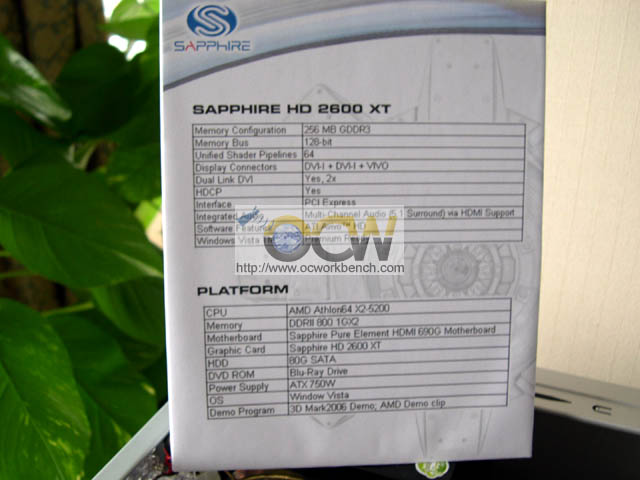 SAPPHIRE
SAPPHIRE HD 2600 XT
Memory Configuration 256 MB GDDR3
Memory Bus 128-bit
Unified Shader Pipelines 64
Display Connectors DVI-I + DVI-I + VIVO
Dual Link DVI Yes, 2x
HDCP Yes
Interface PCI Express
Integrated Multi-Channel Audio (5.1 Surround) via HDMI Support
Software Features HD
Windows Vista Premium
OCW
http://www.ocworkbench.com
PLATFORM
CPU AMD Athlon64 X2-5200
Memory DDRII 800 1GX2
Motherboard Sapphire Pure Element HDMI 690G Motherboard
Graphic Card Sapphire HD 2600 XT
HDD 80G SATA
DVD ROM Blu-Ray Drive
Power Supply ATX 750W
OS Window Vista
Demo Program 3D Mark2006 Demo; AMD Demo clip